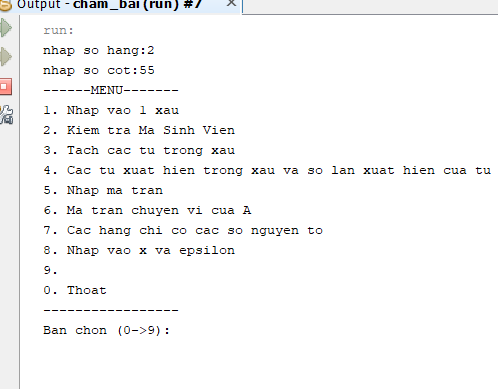 Output - cham_bai (run) #7
run:
nhap so hang:2
nhap so cot:55
------MENU-------
1. Nhap vao 1 xau
2. Kiem tra Ma Sinh Vien
3. Tach cac tu trong xau
4. Cac tu xuat hien trong xau va so lan xuat hien cua tu
5. Nhap ma tran
6. Ma tran chuyen vi cua A
7. Cac hang chi co cac so nguyen to
8. Nhap vao x va epsilon
9.
0. Thoat
-----------------
Ban chon (0->9):